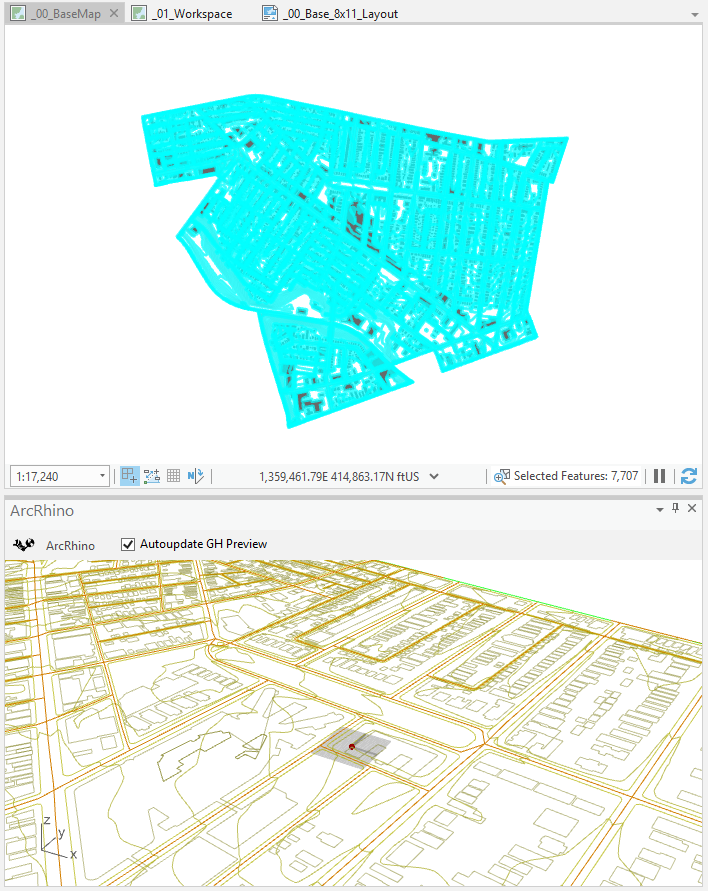 _00_BaseMap _01_Workspace _00_Base_8x11_Layout
1:17,240 N 1,359,461.79E 414,863.17N ftUS Selected Features: 7,707
ArcRhino
ArcRhino Autoupdate GH Preview
z
y
x